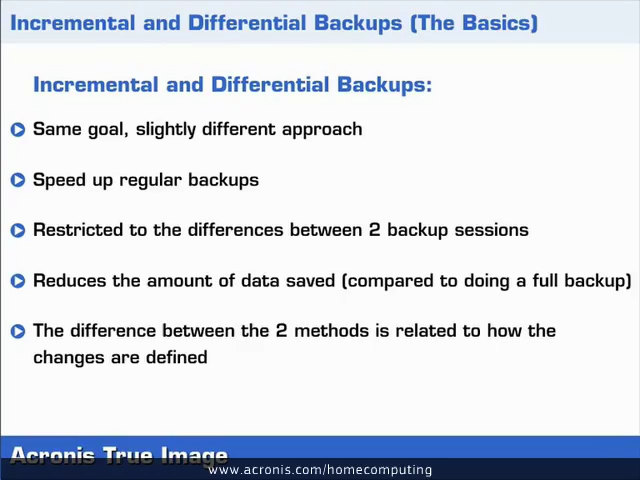 Incremental and Differential Backups (The Basics)
Incremental and Differential Backups:
Same goal, slightly different approach
Speed up regular backups
Restricted to the differences between 2 backup sessions
Reduces the amount of data saved (compared to doing a full backup)
The difference between the 2 methods is related to how the
changes are defined
Acronis True Image
www.acronis.com/homecomputing